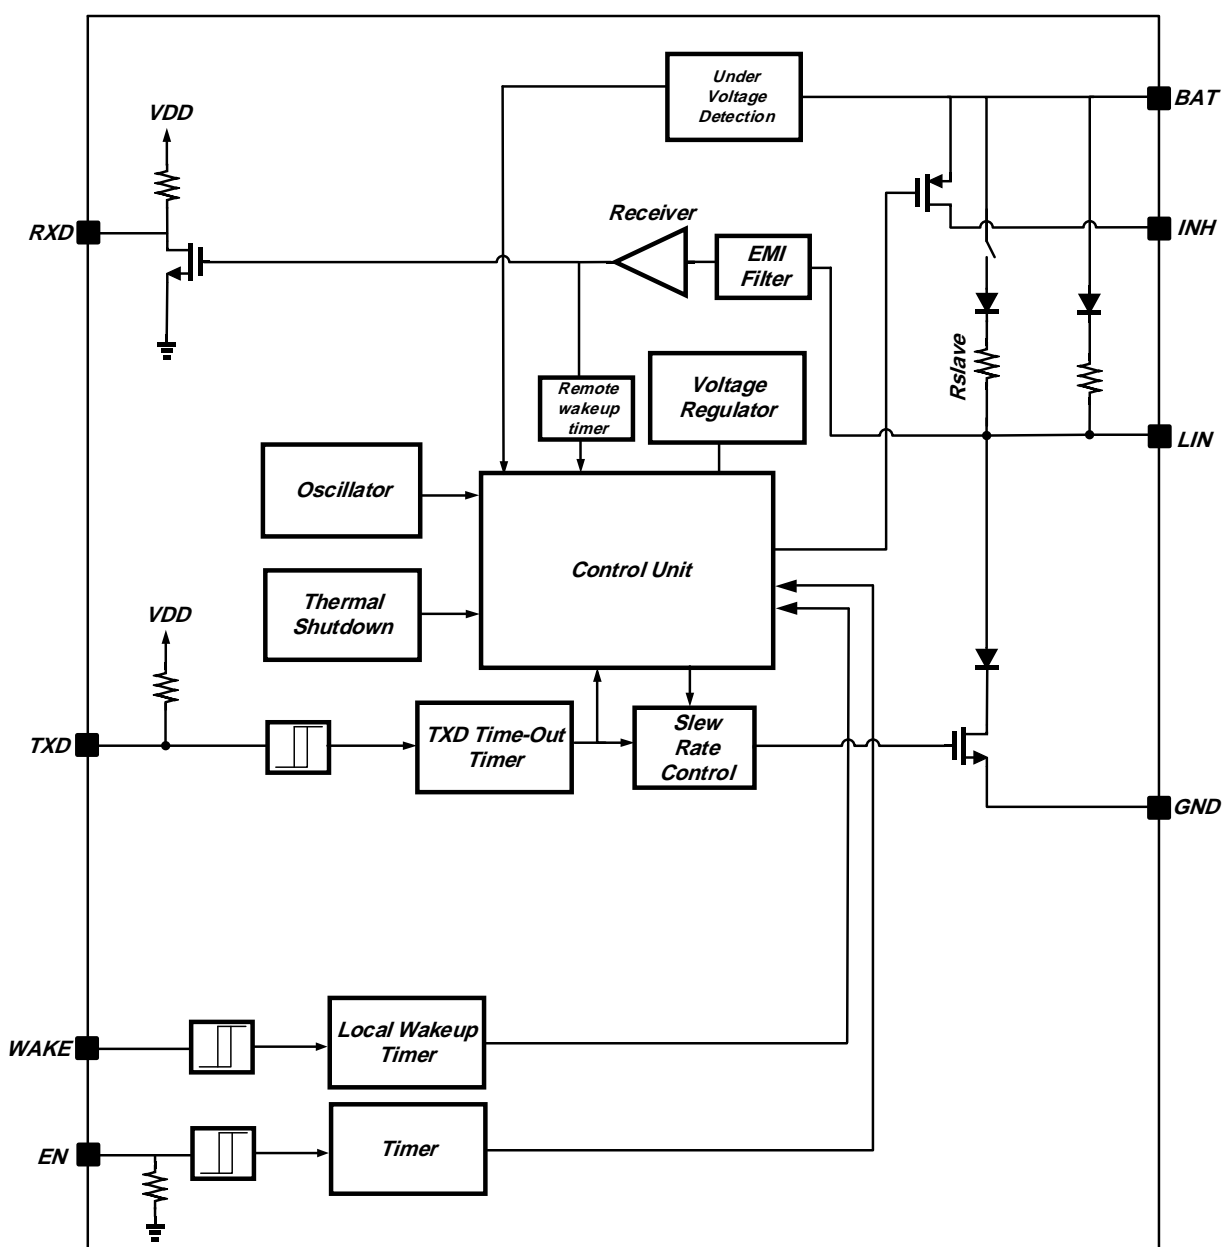 Under
Voltage
Detection
BAT
VDD
Receiver
RXD
EMI
Filter
INH
Rslave
Remote
wakeup
timer
Voltage
Regulator
LIN
Oscillator
Control Unit
Thermal
Shutdown
VDD
TXD
TXD Time-Out
Timer
Slew
Rate
Control
GND
WAKE
Local Wakeup
Timer
EN
Timer